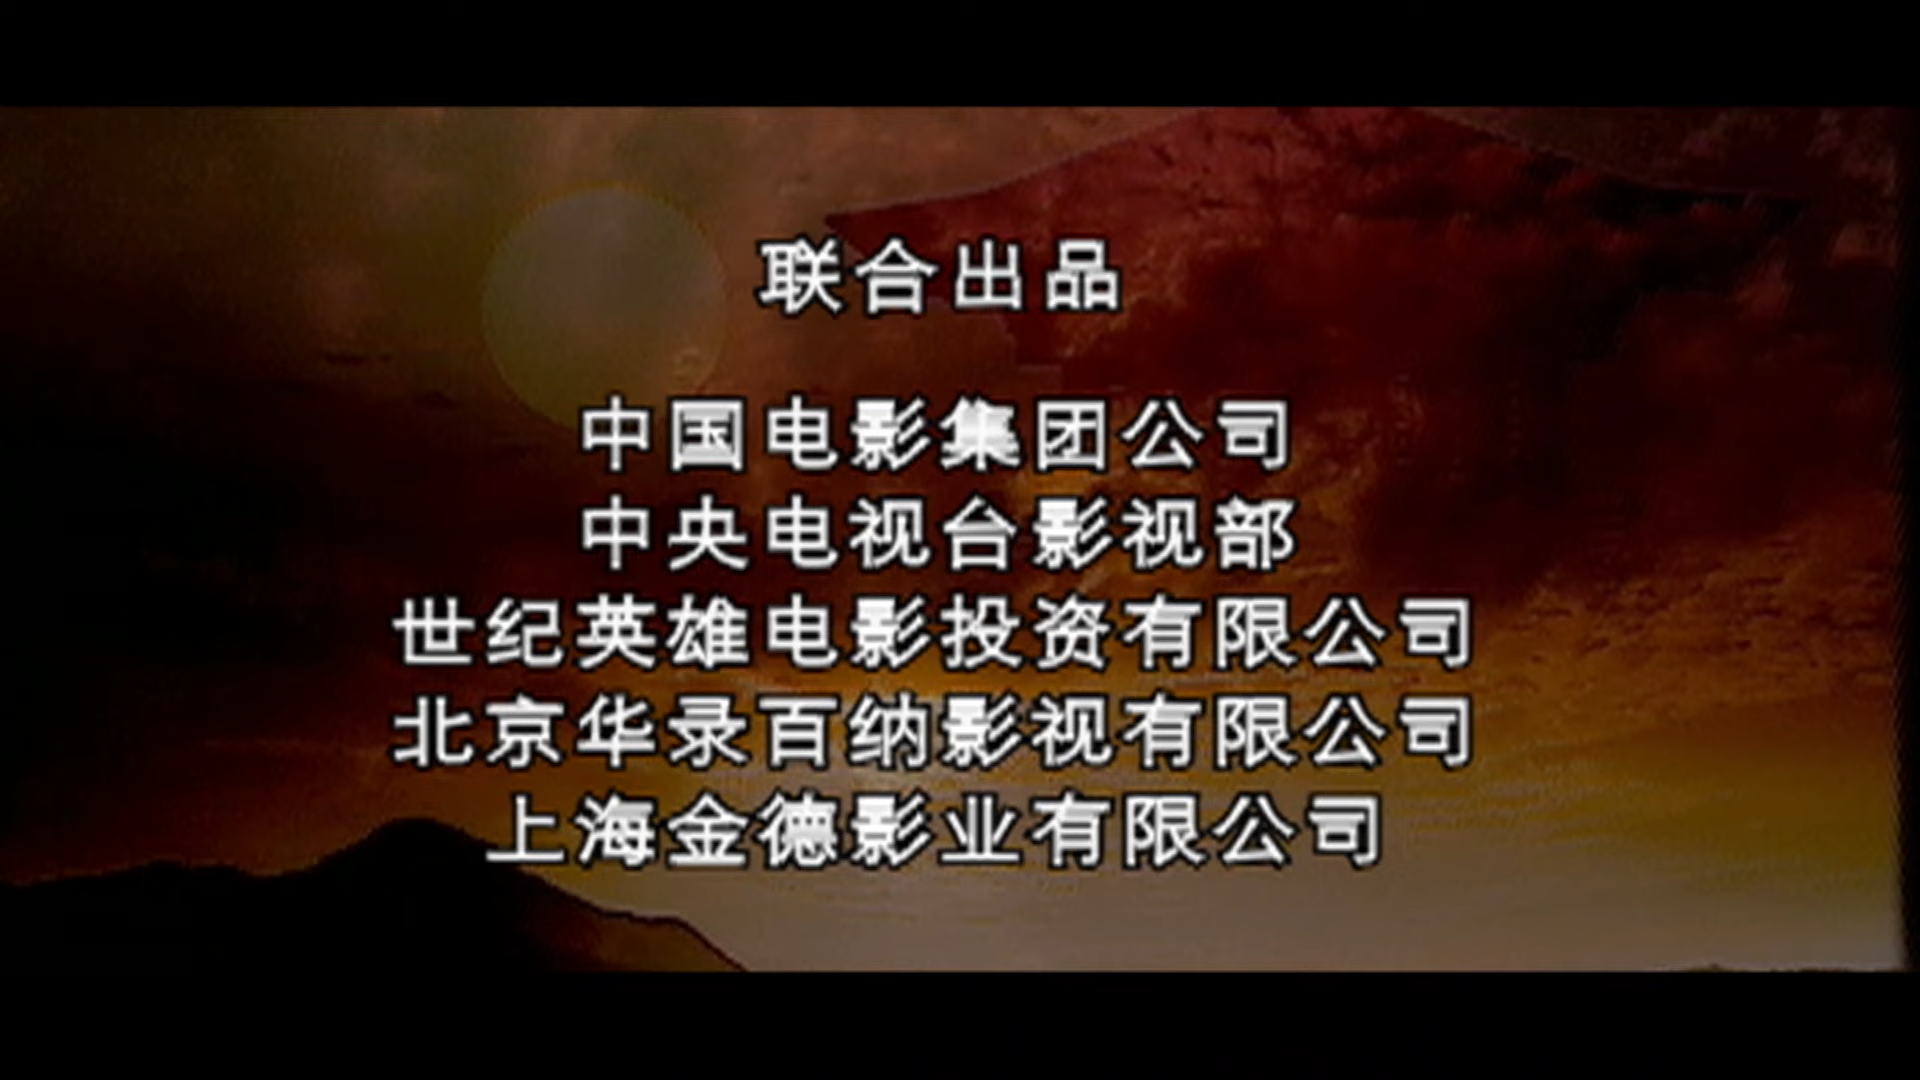 联合出品
中国电影集团公司
中央电视台影视部
世纪英雄电影投资有限公司
北京华录百纳影视有限公司
上海金德影业有限公司